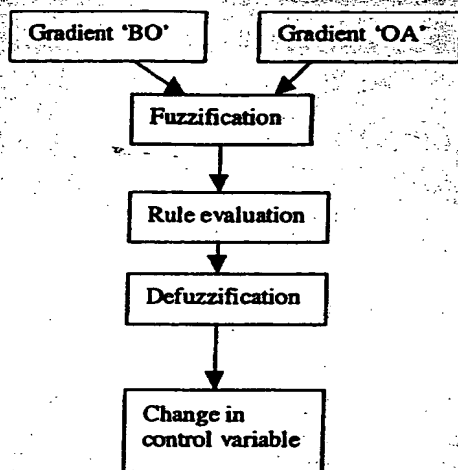 Gradient ‘BO’
Gradient ‘OA’
Fuzzification
Rule evaluation
Defuzzification
Change in
control variable